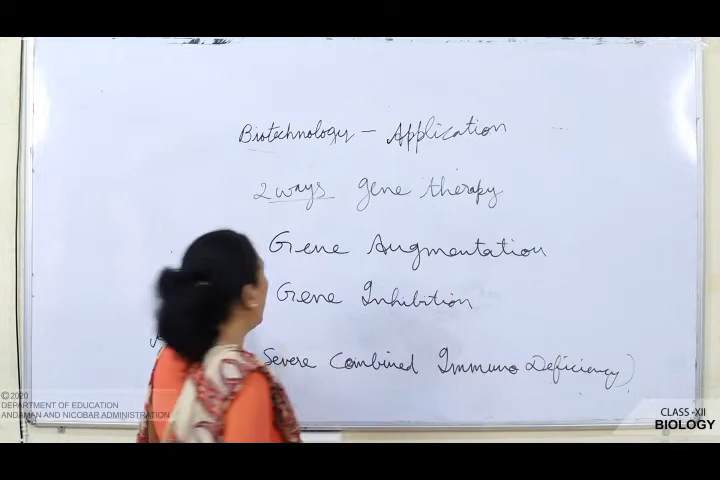 Biotechnology - Application
2 ways gene therapy
Gene Augmentation
Gene Inhibition
Severe Combined Immuno Deficiency)
©2020
DEPARTMENT OF EDUCATION
ANDAMAN AND NICOBAR ADMINISTRATION
CLASS -XII
BIOLOGY